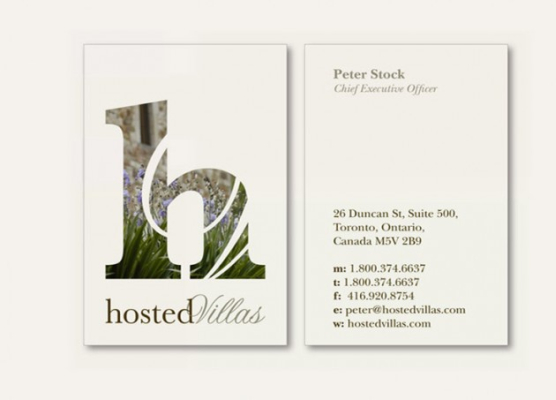 hostedVillas
Peter Stock
Chief Executive Officer
26 Duncan St, Suite 500,
Toronto, Ontario,
Canada M5V 2B9
m: 1.800.374.6637
t: 1.800.374.6637
f: 416.920.8754
e: peter@hostedvillas.com
w: hostedvillas.com